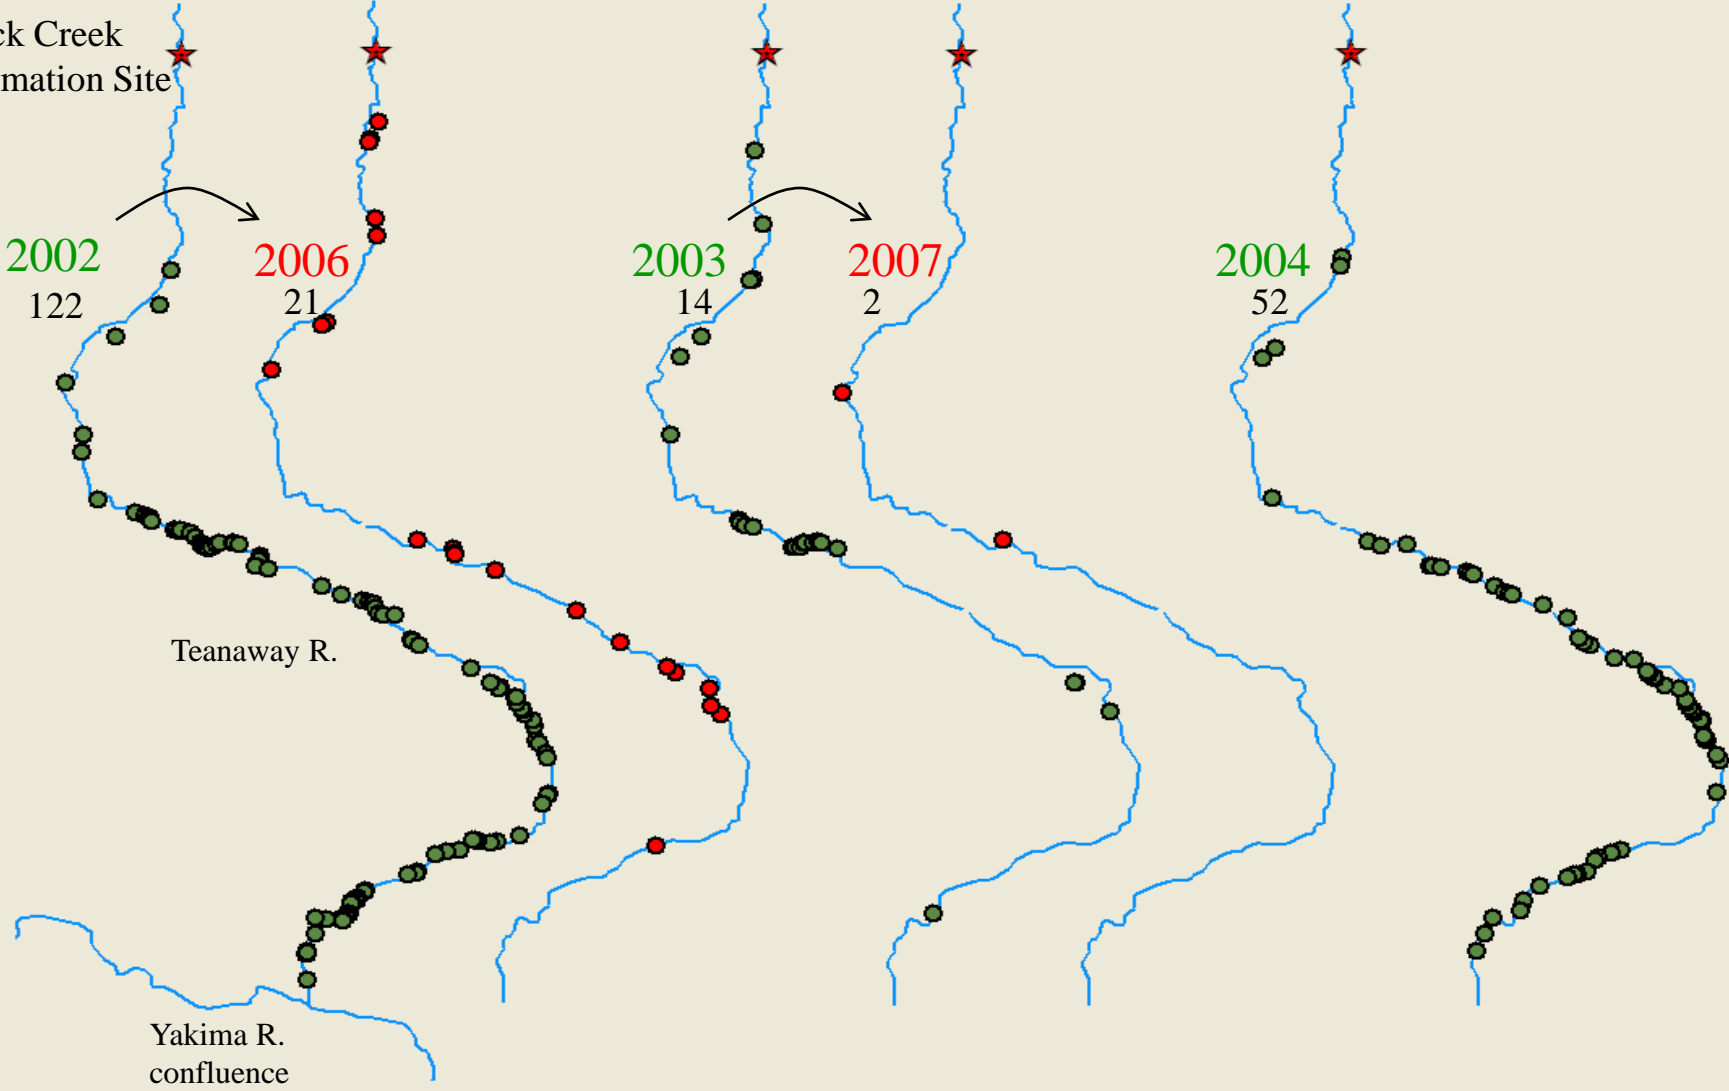 ck Creek
mation Site
2002
122
2006
21
2003
14
2007
2
2004
52
Teanaway R.
Yakima R.
confluence